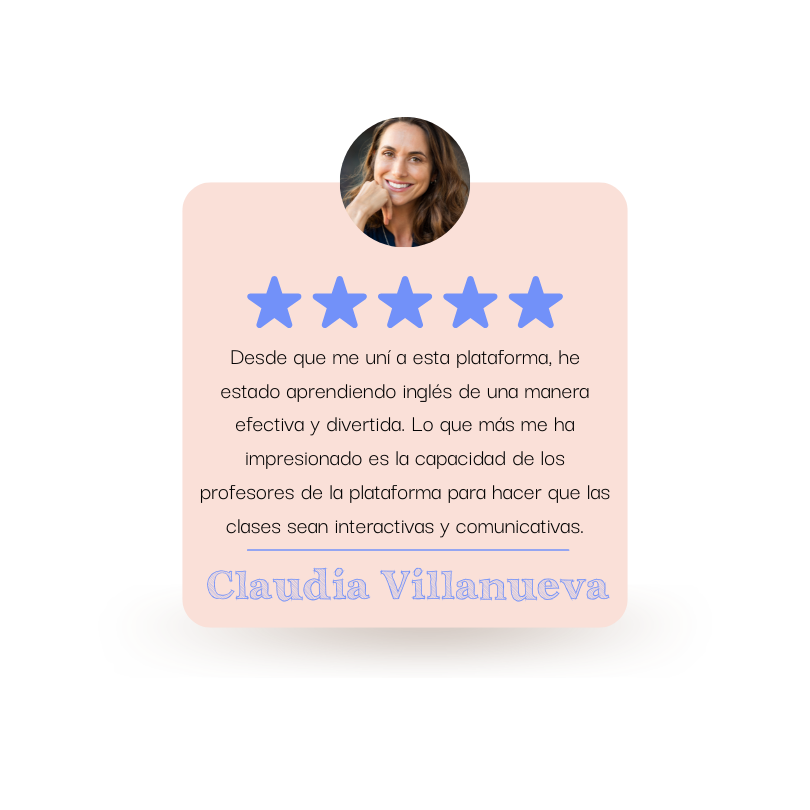 Desde que me uní a esta plataforma, he
estado aprendiendo inglés de una manera
efectiva y divertida. Lo que más me ha
impresionado es la capacidad de los
profesores de la plataforma para hacer que las
clases sean interactivas y comunicativas.
Claudia Villanueva